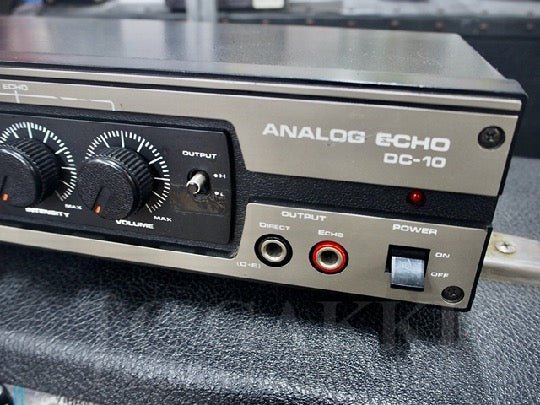 ECHO
ANALOG ECHO
DC-10
OUTPUT
H
L
MAX
INTENSITY
MAX
VOLUME
OUTPUT
DIRECT
ECHO
(D+E)
POWER
ON
OFF